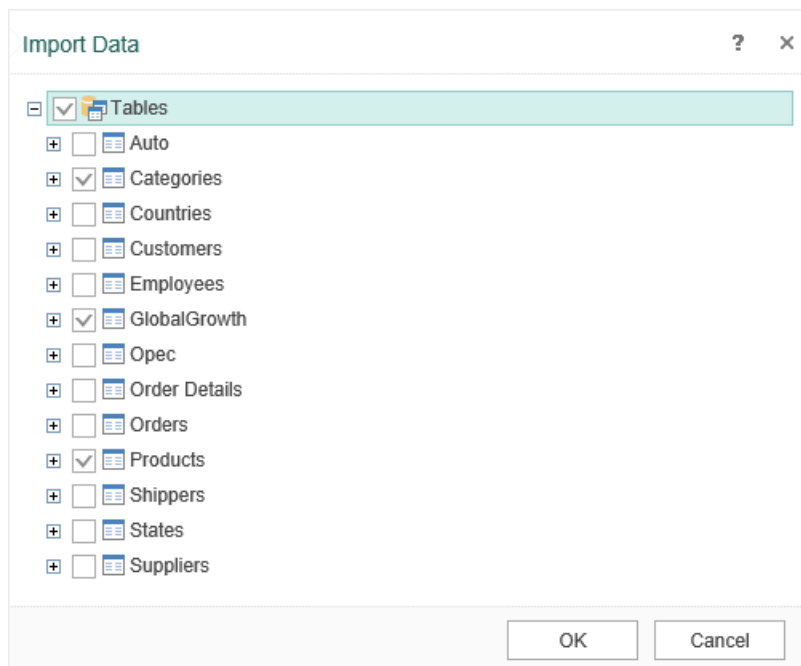 Import Data ?
Tables
Auto
Categories
Countries
Customers
Employees
GlobalGrowth
Opec
Order Details
Orders
Products
Shippers
States
Suppliers
OK Cancel